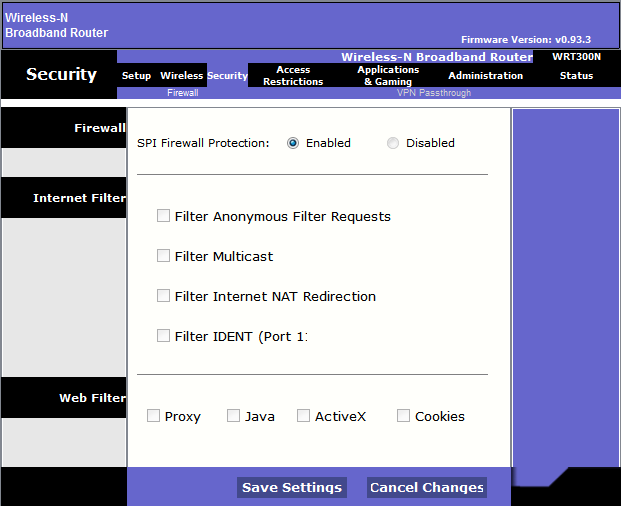 Wireless-N
Broadband Router
Firmware Version: v0.93.3
Wireless-N Broadband Router WRT300N
Security
Setup Wireless Security Access Restrictions Applications & Gaming Administration Status
Firewall VPN Passthrough
Firewall
SPI Firewall Protection: Enabled Disabled
Internet Filter
Filter Anonymous Filter Requests
Filter Multicast
Filter Internet NAT Redirection
Filter IDENT (Port 1
Web Filter
Proxy Java ActiveX Cookies
Save Settings Cancel Changes